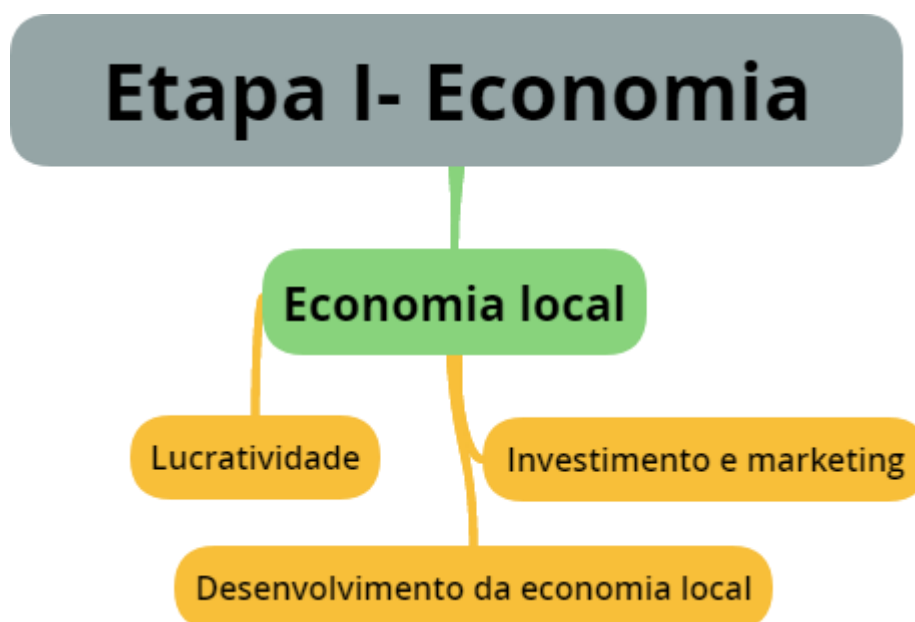 Etapa I- Economia
Economia local
Lucratividade
Investimento e marketing
Desenvolvimento da economia local